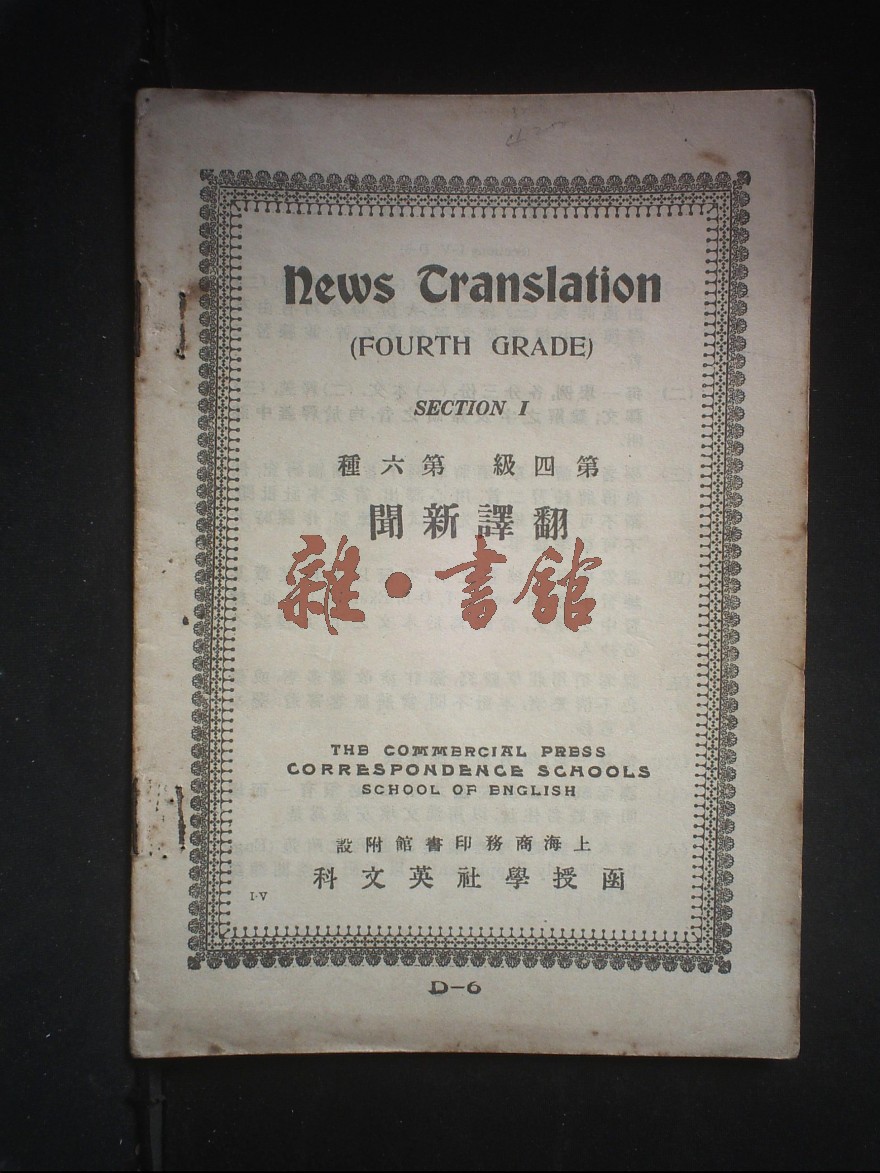 News Translation
(FOURTH GRADE)
SECTION I
第四級 第六種
翻譯新聞
雜·書館
THE COMMERCIAL PRESS
CORRESPONDENCE SCHOOLS
SCHOOL OF ENGLISH
上海商務印書館附設
函授學社英文科
I-V
D-6